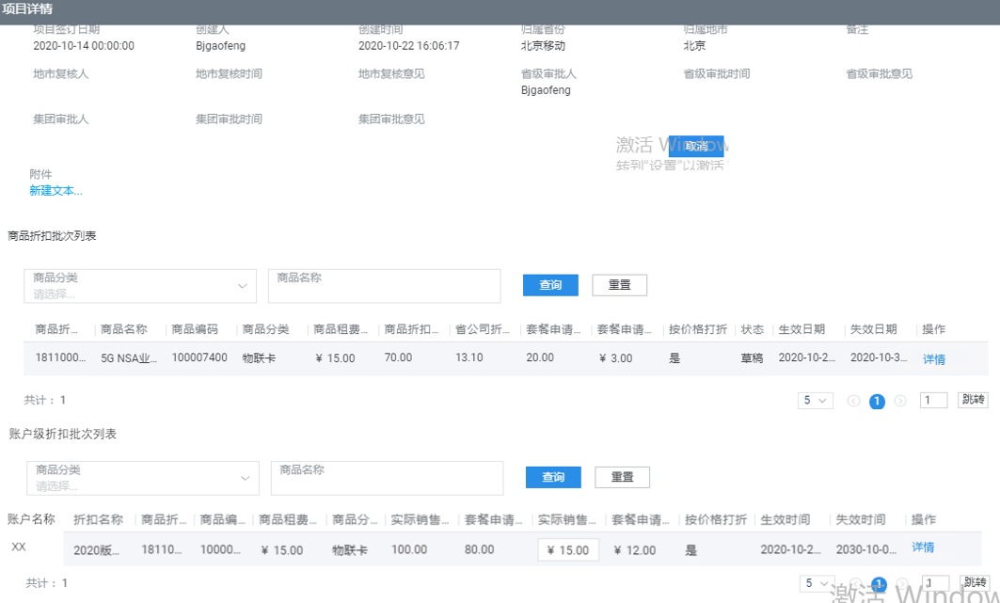 项目详情
项目签订日期 创建人 创建时间 归属省份 归属地市 备注
2020-10-14 00:00:00 Bjgaofeng 2020-10-22 16:06:17 北京移动 北京
地市复核人 地市复核时间 地市复核意见 省级审批人 省级审批时间 省级审批意见
Bjgaofeng
集团审批人 集团审批时间 集团审批意见
激活 Window
取消
转到"设置"以激活
附件
新建文本...
商品折扣批次列表
商品分类 商品名称
请选择... 查询 重置
商品折... 商品名称 商品编码 商品分类 商品租费... 商品折扣... 省公司折... 套餐申请... 套餐申请... 按价格打折 状态 生效日期 失效日期 操作
1811000... 5G NSA业... 100007400 物联卡 ¥ 15.00 70.00 13.10 20.00 ¥ 3.00 是 草稿 2020-10-2... 2020-10-3... 详情
共计： 1 5 1 1 跳转
账户级折扣批次列表
商品分类 商品名称
请选择... 查询 重置
账户名称 折扣名称 商品折... 商品编... 商品租费... 商品分... 实际销售... 套餐申请... 实际销售... 套餐申请... 按价格打折 生效时间 失效时间 操作
XX 2020版... 18110... 10000... ¥ 15.00 物联卡 100.00 80.00 ¥ 15.00 ¥ 12.00 是 2020-10-2... 2030-10-0... 详情
共计： 1 5 1 1 跳转
激活 Window